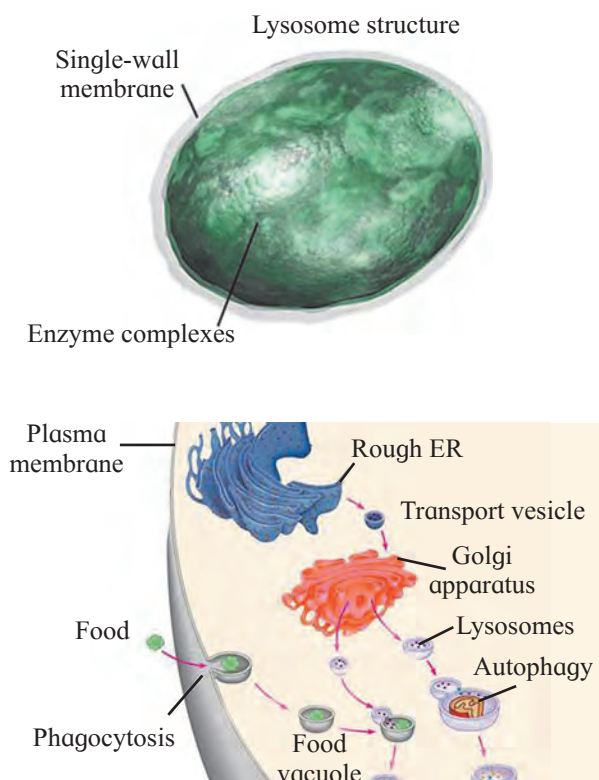 Lysosome structure
Single-wall
membrane
Enzyme complexes
Plasma
membrane
Rough ER
Transport vesicle
Golgi
apparatus
Food
Lysosomes
Autophagy
Phagocytosis
Food
vacuole